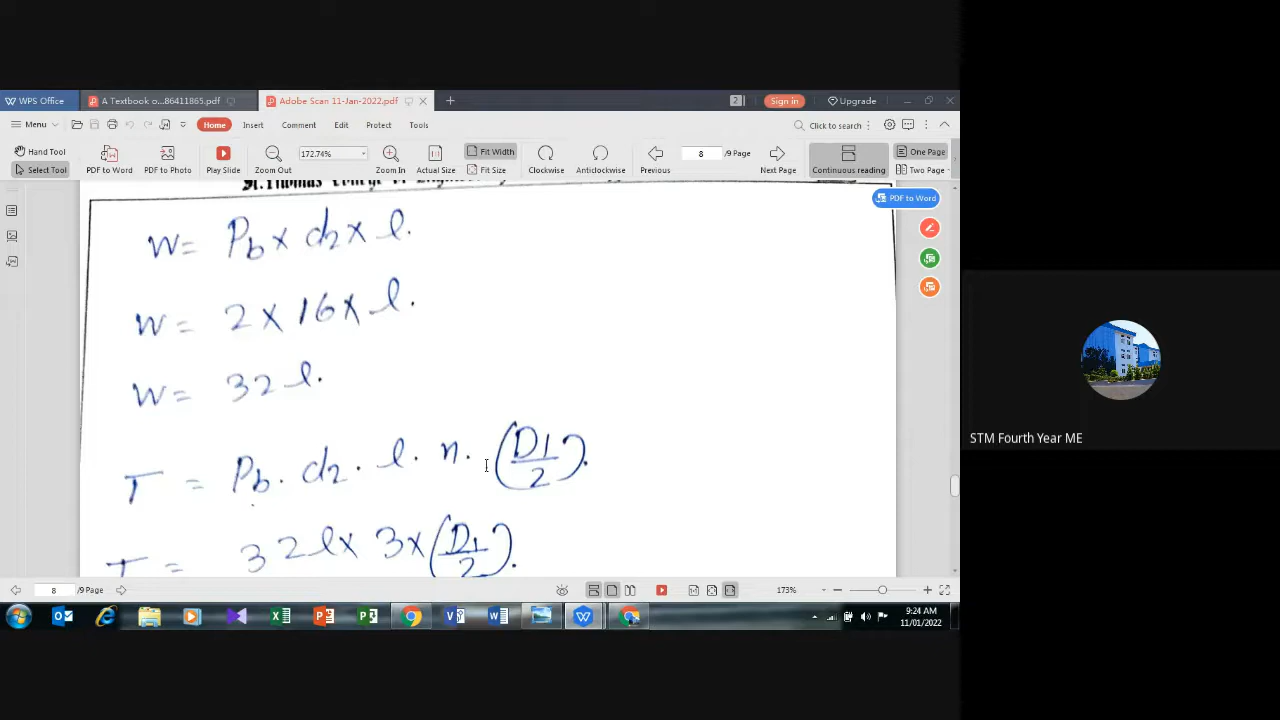 WPS Office
A Textbook o...86411865.pdf
Adobe Scan 11-Jan-2022.pdf
2
Sign in
Upgrade
Menu
Home
Insert
Comment
Edit
Protect
Tools
Click to search
Hand Tool
Select Tool
PDF to Word
PDF to Photo
Play Slide
Zoom Out
172.74%
Zoom In
Actual Size
Fit Width
Fit Size
Clockwise
Anticlockwise
Previous
8 /9 Page
Next Page
Continuous reading
One Page
Two Page
PDF to Word
W = Pb x d2 x l.
W = 2 x 16 x l.
W = 32 l.
T = Pb. d2. l. n. (D1/2).
T = 32 l x 3 x (D1/2).
STM Fourth Year ME
8 /9 Page
173%
9:24 AM
11/01/2022